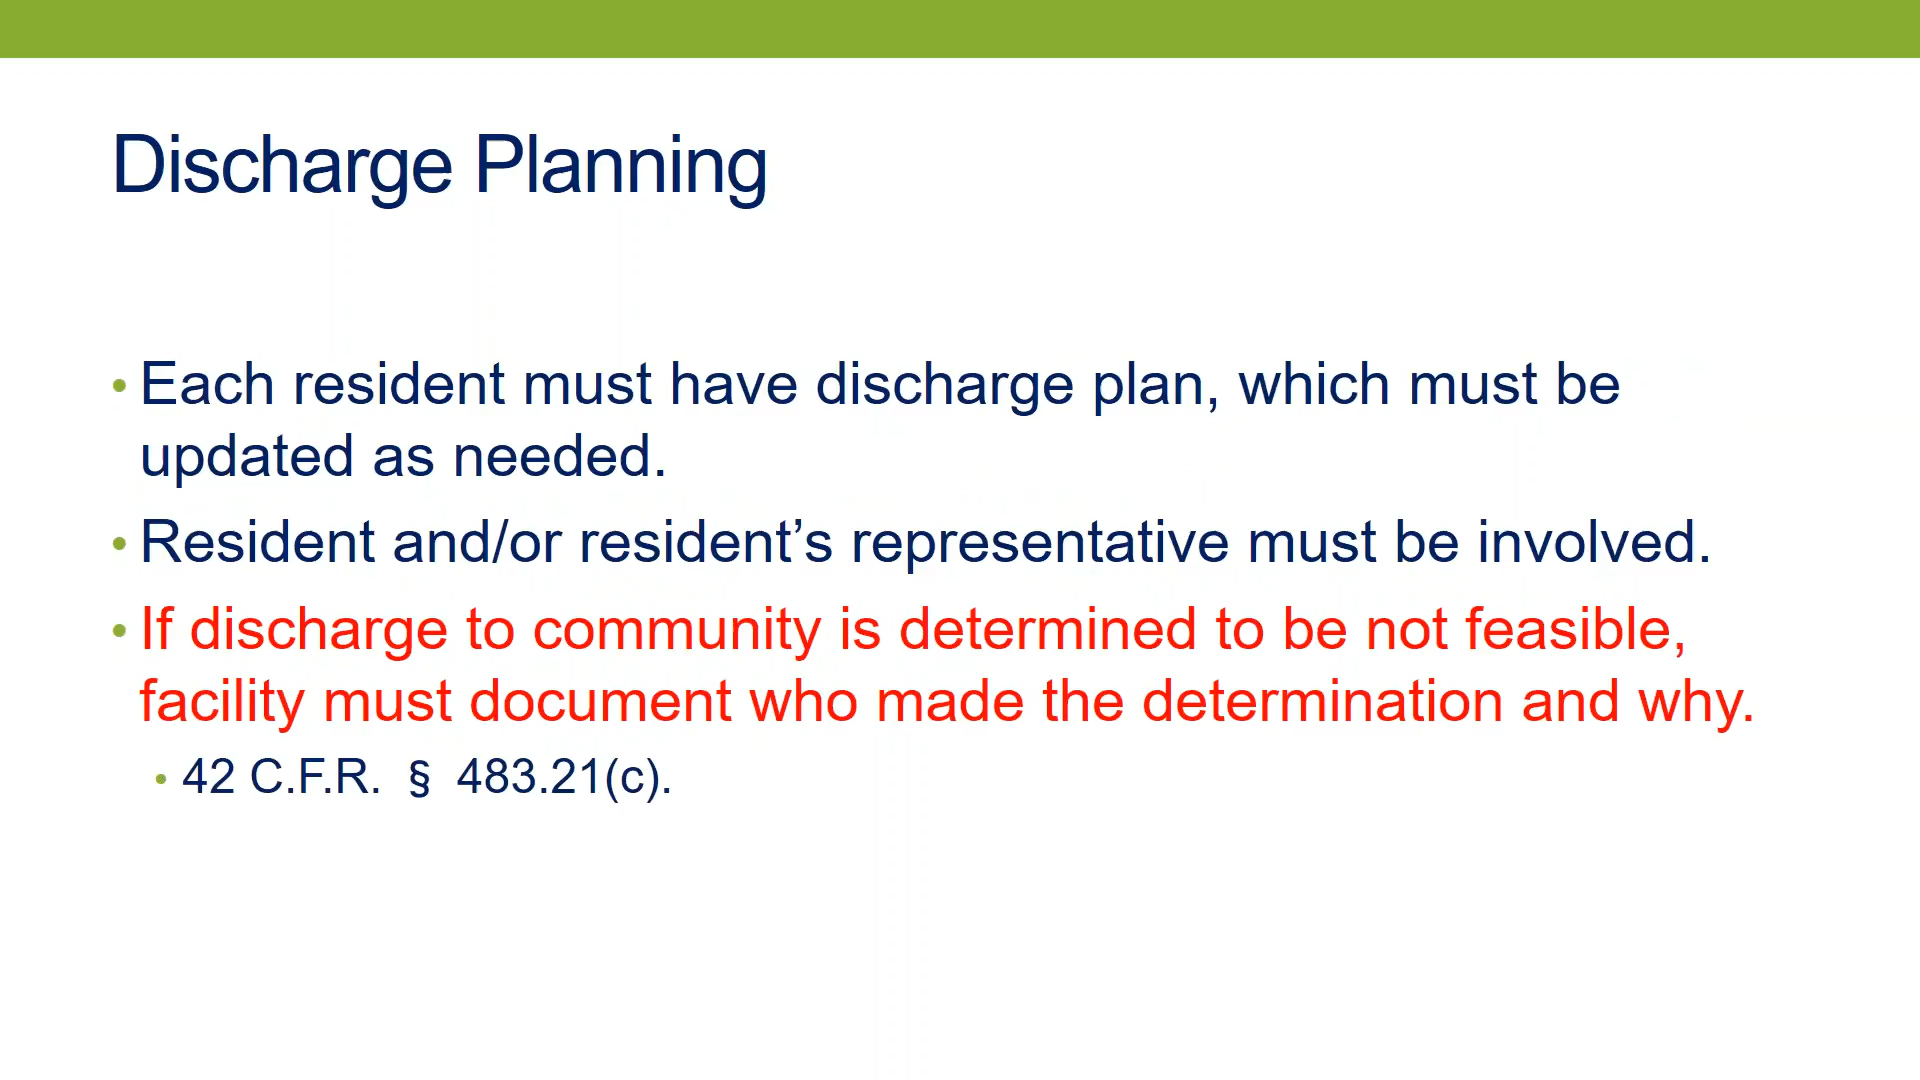 Discharge Planning
• Each resident must have discharge plan, which must be
updated as needed.
• Resident and/or resident’s representative must be involved.
• If discharge to community is determined to be not feasible,
facility must document who made the determination and why.
• 42 C.F.R. § 483.21(c).